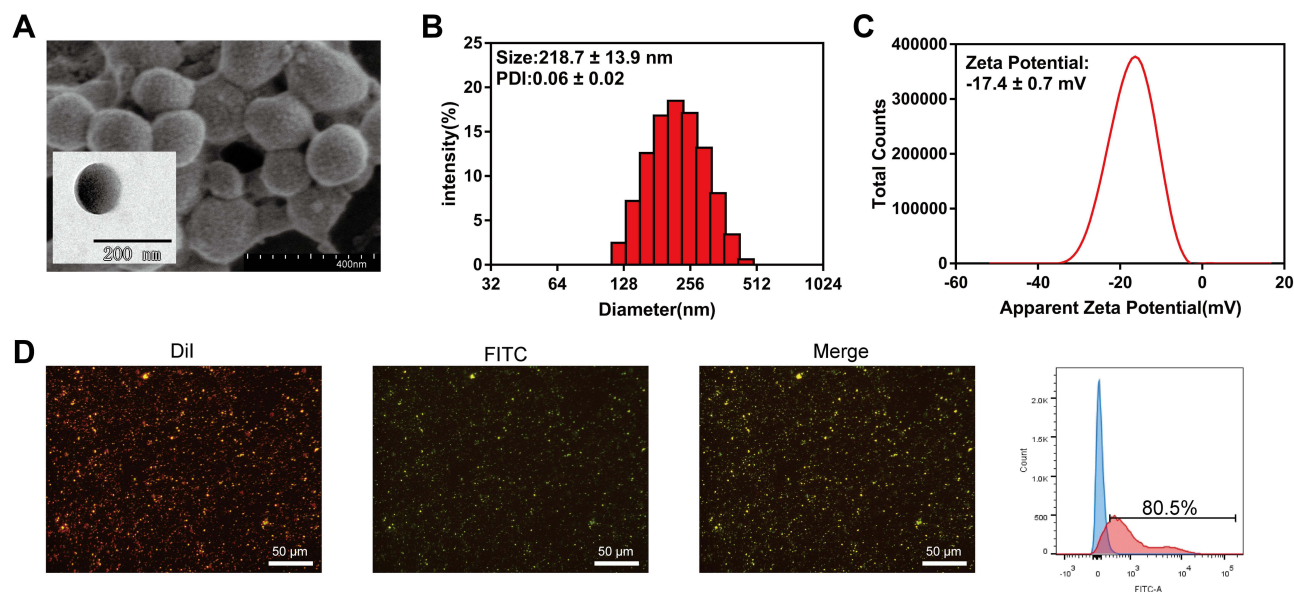 A
200 nm
400nm
B
Size:218.7 ± 13.9 nm
PDI:0.06 ± 0.02
intensity(%)
25
20
15
10
5
0
32 64 128 256 512 1024
Diameter(nm)
C
Zeta Potential:
-17.4 ± 0.7 mV
Total Counts
400000
300000
200000
100000
0
-60 -40 -20 0 20
Apparent Zeta Potential(mV)
D
DiI
50 μm
FITC
50 μm
Merge
50 μm
Count
2.0K
1.5K
1.0K
500
0
80.5%
-10³ 0 10³ 10⁴ 10⁵
FITC-A